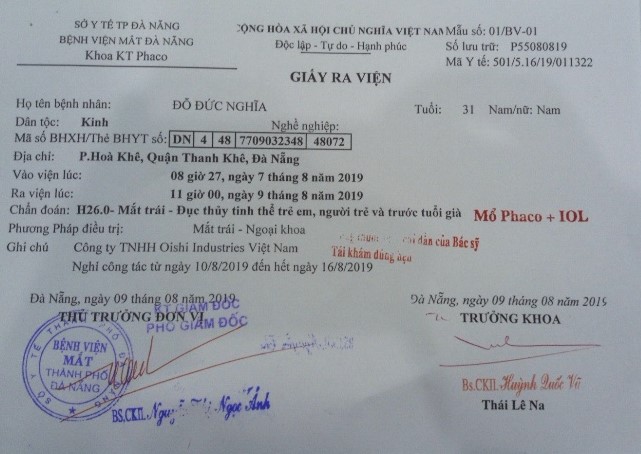 SỞ Y TẾ TP ĐÀ NẴNG
BỆNH VIỆN MẮT ĐÀ NẴNG
Khoa KT Phaco
CỘNG HÒA XÃ HỘI CHỦ NGHĨA VIỆT NAM
Độc lập - Tự do - Hạnh phúc
Mẫu số: 01/BV-01
Số lưu trữ: P55080819
Mã Y tế: 501/5.16/19/011322
GIẤY RA VIỆN
Họ tên bệnh nhân: ĐỖ ĐỨC NGHĨA Tuổi: 31 Nam/nữ: Nam
Dân tộc: Kinh Nghề nghiệp:
Mã số BHXH/Thẻ BHYT số: DN 4 48 7709032348 48072
Địa chỉ: P.Hoà Khê, Quận Thanh Khê, Đà Nẵng
Vào viện lúc: 08 giờ 27, ngày 7 tháng 8 năm 2019
Ra viện lúc: 11 giờ 00, ngày 9 tháng 8 năm 2019
Chẩn đoán: H26.0- Mắt trái - Đục thủy tinh thể trẻ em, người trẻ và trước tuổi già Mổ Phaco + IOL
Phương Pháp điều trị: Mắt trái - Ngoại khoa
dẫn của Bác sỹ
Ghi chú Công ty TNHH Oishi Industries Việt Nam
Tái khám đúng hẹn
Nghỉ công tác từ ngày 10/8/2019 đến hết ngày 16/8/2019
Đà Nẵng, ngày 09 tháng 08 năm 2019
THỦ TRƯỞNG ĐƠN VỊ
KT GIÁM ĐỐC
PHÓ GIÁM ĐỐC
BỆNH VIỆN
MẮT
THÀNH PHỐ
ĐÀ NẴNG
BS.CKII. Nguyễn Thị Ngọc Ánh
Đà Nẵng, ngày 09 tháng 08 năm 2019
TRƯỞNG KHOA
BS.CKII. Huỳnh Quốc Vũ
Thái Lê Na